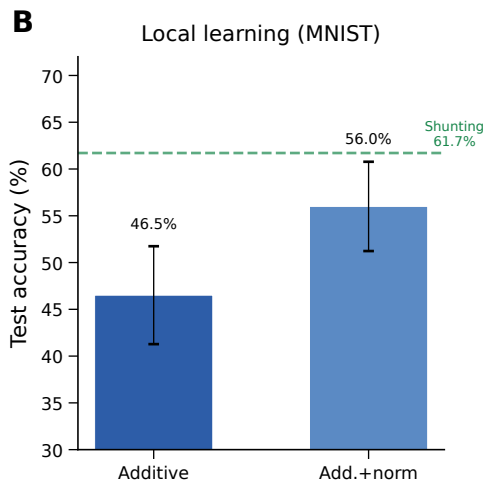 B
Local learning (MNIST)
Test accuracy (%)
70
65
60
55
50
45
40
35
30
Shunting
61.7%
46.5%
56.0%
Additive
Add.+norm